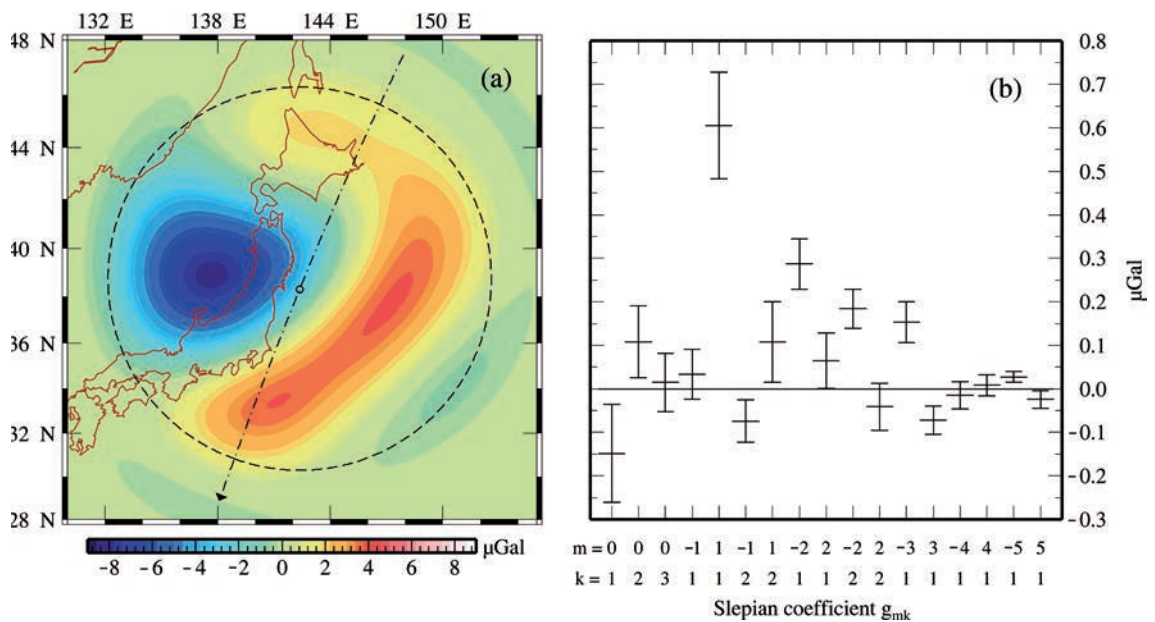 132 E 138 E 144 E 150 E
48 N
44 N
40 N
36 N
32 N
28 N
(a)
−8 −6 −4 −2 0 2 4 6 8 μGal
(b)
0.8
0.7
0.6
0.5
0.4
0.3
0.2
0.1
0.0
−0.1
−0.2
−0.3
μGal
m = 0 0 0 −1 1 −1 1 −2 2 −2 2 −3 3 −4 4 −5 5
k = 1 2 3 1 1 2 2 1 1 2 2 1 1 1 1 1 1
Slepian coefficient gmk